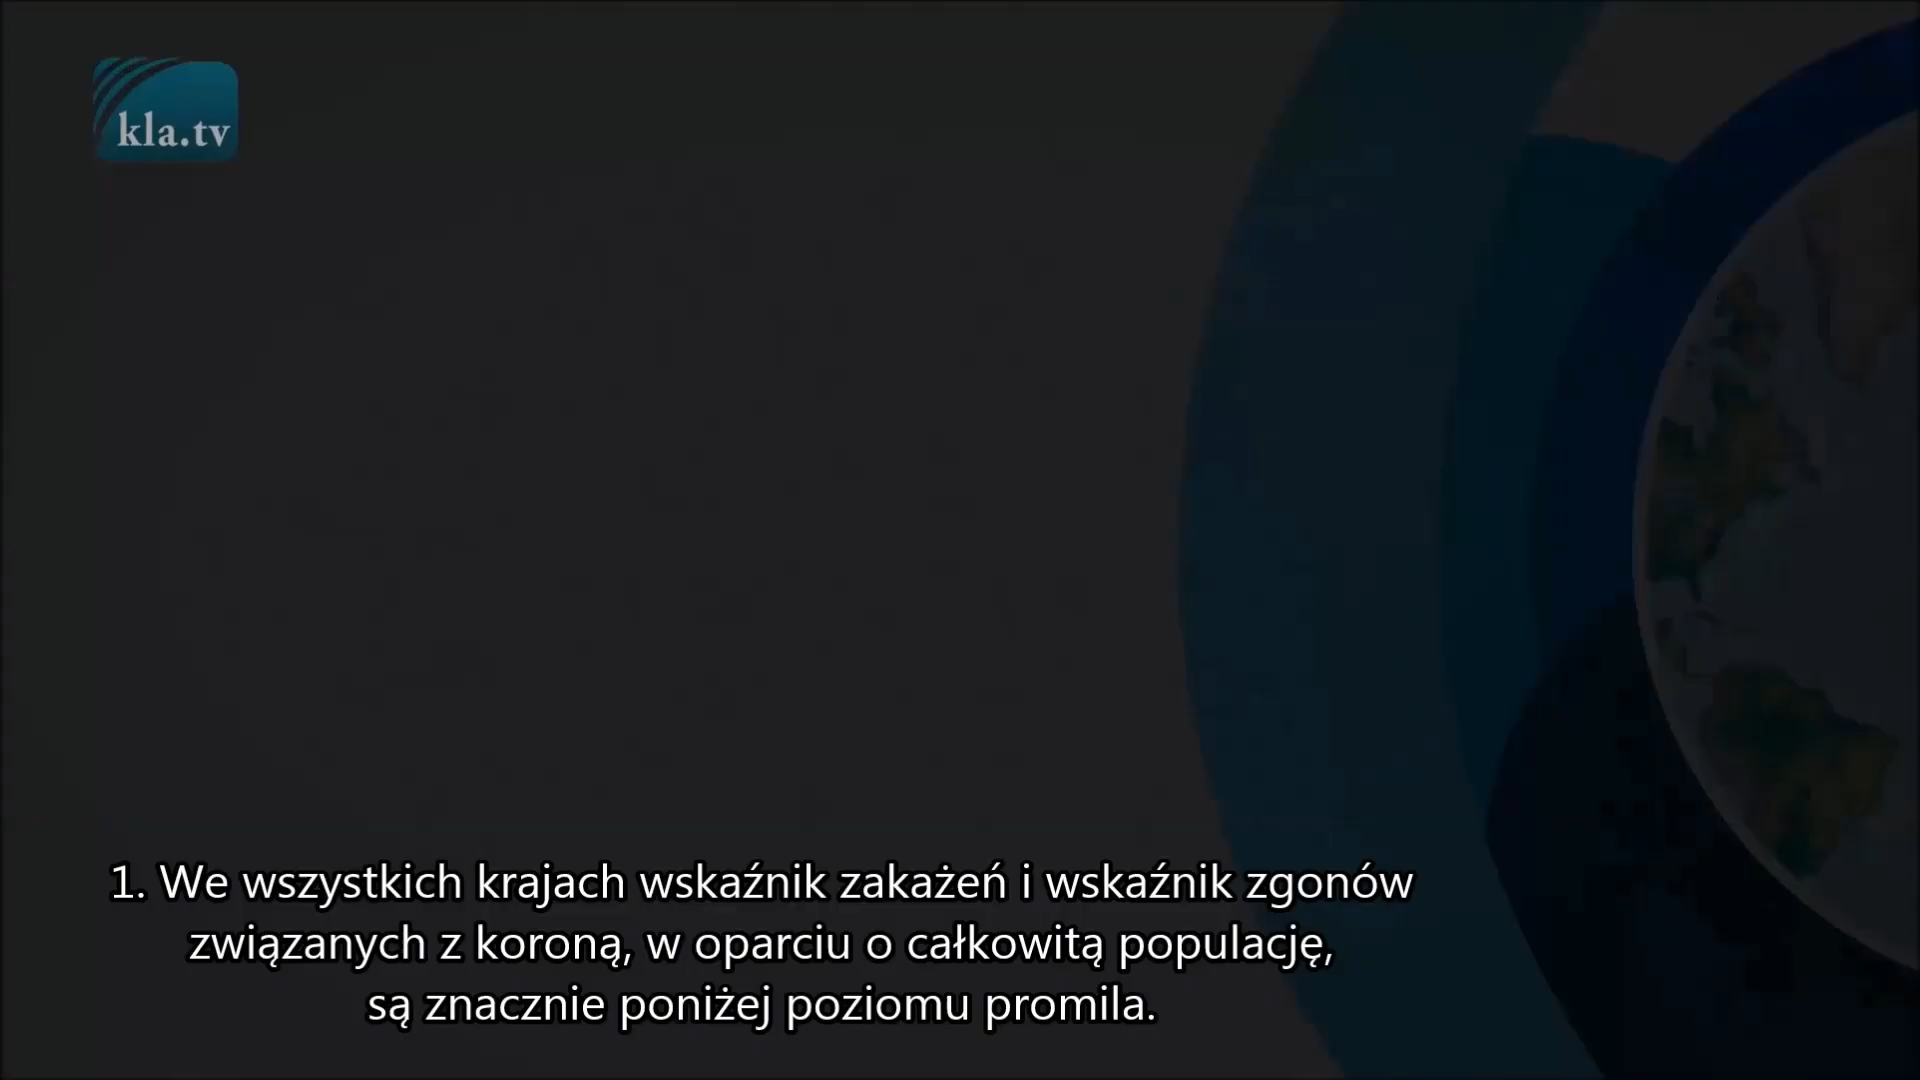 kla.tv
1. We wszystkich krajach wskaźnik zakażeń i wskaźnik zgonów
związanych z koroną, w oparciu o całkowitą populację,
są znacznie poniżej poziomu promila.